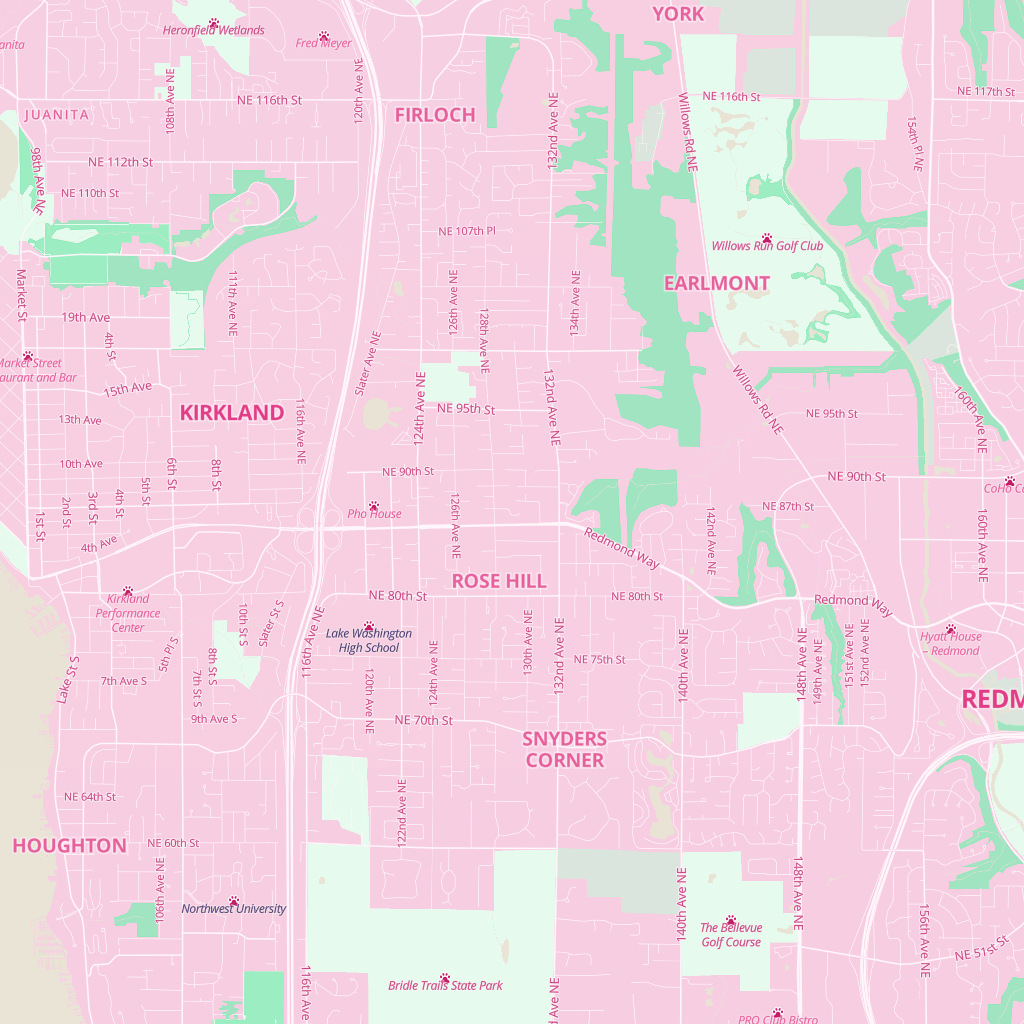 YORK
Heronfield Wetlands
Fred Meyer
anita
108th Ave NE
120th Ave NE
NE 116th St
NE 116th St
NE 117th St
JUANITA
FIRLOCH
132nd Ave NE
Willows Rd NE
154th Pl NE
NE 112th St
98th Ave NE
NE 110th St
NE 107th Pl
Willows Run Golf Club
EARLMONT
Market St
111th Ave NE
126th Ave NE
134th Ave NE
19th Ave
4th St
128th Ave NE
Slater Ave NE
Market Street
aurant and Bar
15th Ave
124th Ave NE
132nd Ave NE
Willows Rd NE
160th Ave NE
KIRKLAND
116th Ave NE
13th Ave
NE 95th St
NE 95th St
10th Ave
6th St
8th St
NE 90th St
NE 90th St
5th St
4th St
3rd St
2nd St
1st St
CoHo Ca
Pho House
126th Ave NE
142nd Ave NE
NE 87th St
160th Ave NE
4th Ave
Redmond Way
ROSE HILL
Kirkland
Performance
Center
NE 80th St
NE 80th St
Redmond Way
10th St S
Slater St S
116th Ave NE
Lake Washington
High School
130th Ave NE
132nd Ave NE
Hyatt House
– Redmond
5th Pl S
8th St S
124th Ave NE
NE 75th St
140th Ave NE
148th Ave NE
149th Ave NE
151st Ave NE
152nd Ave NE
Lake St S
7th Ave S
7th St S
120th Ave NE
REDM
9th Ave S
NE 70th St
SNYDERS
CORNER
NE 64th St
122nd Ave NE
HOUGHTON
NE 60th St
106th Ave NE
Northwest University
140th Ave NE
148th Ave NE
The Bellevue
Golf Course
156th Ave NE
NE 51st St
116th Ave
Bridle Trails State Park
d Ave NE
PRO Club Bistro